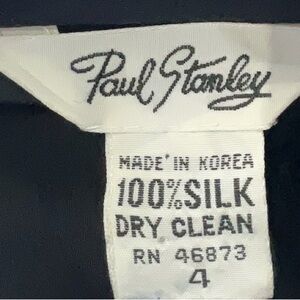 Paul Stanley
MADE IN KOREA
100% SILK
DRY CLEAN
RN 46873
4